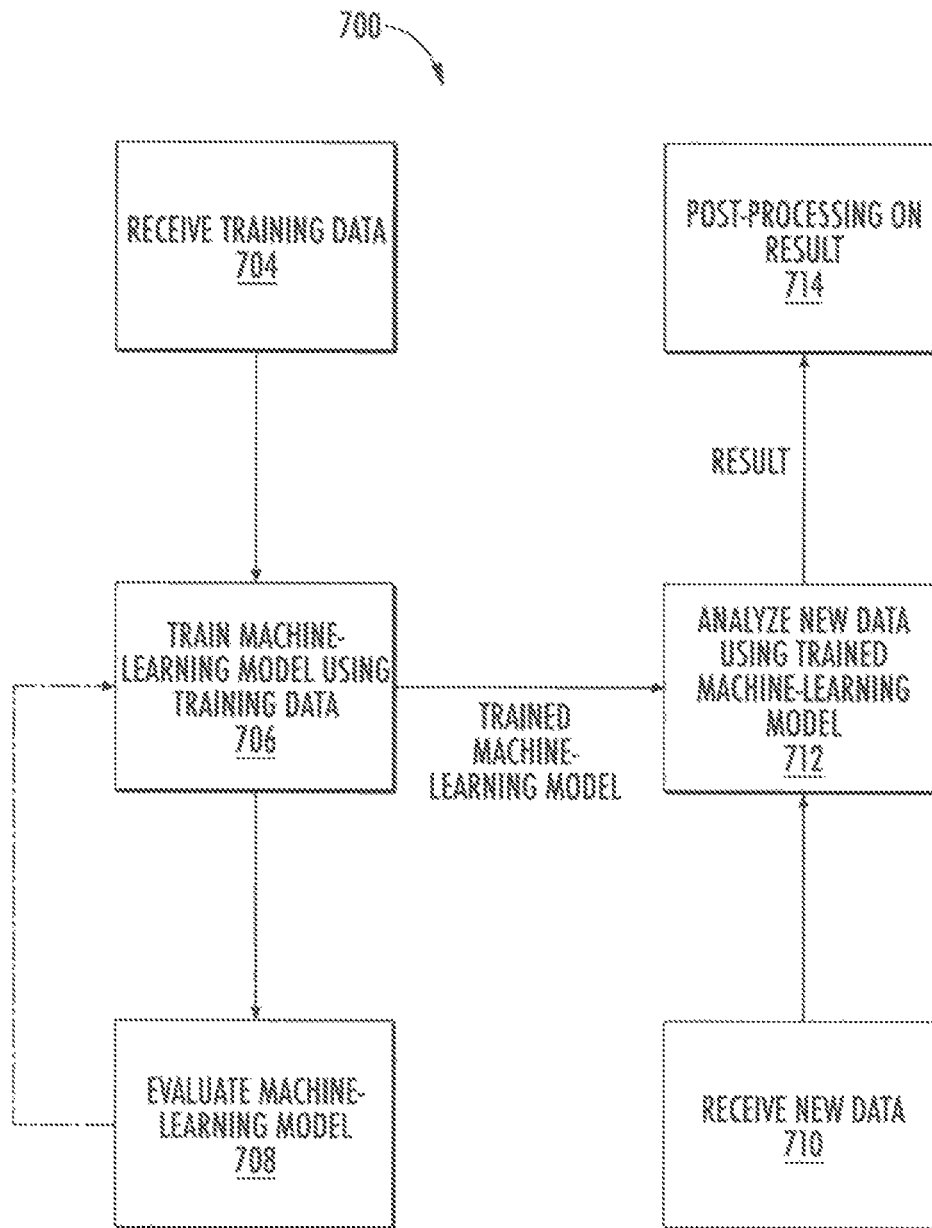 700
RECEIVE TRAINING DATA
704
POST-PROCESSING ON
RESULT
714
RESULT
TRAIN MACHINE-
LEARNING MODEL USING
TRAINING DATA
706
TRAINED
MACHINE-
LEARNING MODEL
ANALYZE NEW DATA
USING TRAINED
MACHINE-LEARNING
MODEL
712
EVALUATE MACHINE-
LEARNING MODEL
708
RECEIVE NEW DATA
710